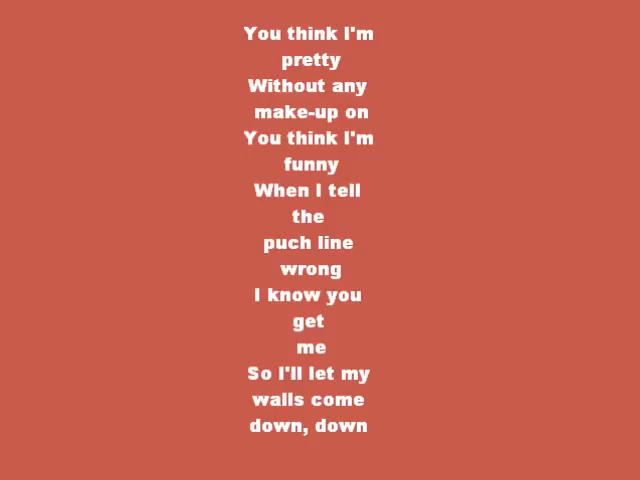 You think I'm
pretty
Without any
make-up on
You think I'm
funny
When I tell
the
puch line
wrong
I know you
get
me
So I'll let my
walls come
down, down